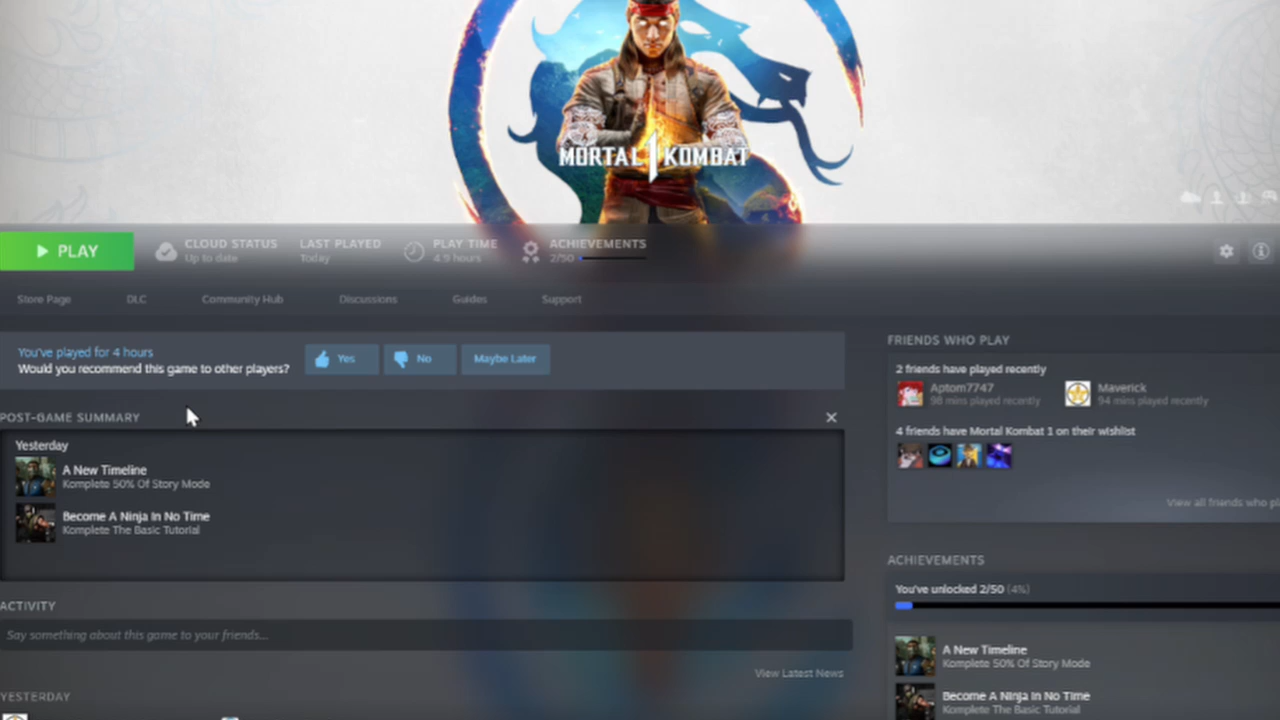 MORTAL 1 KOMBAT
PLAY
CLOUD STATUS
Up to date
LAST PLAYED
Today
PLAY TIME
4.9 hours
ACHIEVEMENTS
2/50
Store Page
DLC
Community Hub
Discussions
Guides
Support
You've played for 4 hours
Would you recommend this game to other players?
Yes
No
Maybe Later
POST-GAME SUMMARY
Yesterday
A New Timeline
Komplete 50% Of Story Mode
Become A Ninja In No Time
Komplete The Basic Tutorial
ACTIVITY
Say something about this game to your friends...
View Latest News
YESTERDAY
FRIENDS WHO PLAY
2 friends have played recently
Aptom7747
98 mins played recently
Maverick
94 mins played recently
4 friends have Mortal Kombat 1 on their wishlist
View all friends who pl
ACHIEVEMENTS
You've unlocked 2/50 (4%)
A New Timeline
Komplete 50% Of Story Mode
Become A Ninja In No Time
Komplete The Basic Tutorial